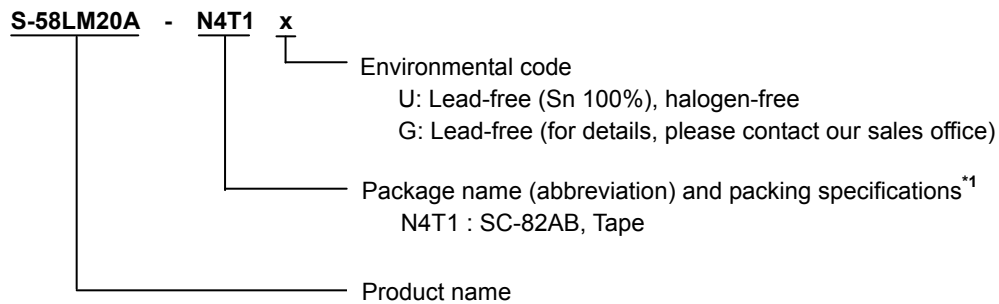 S-58LM20A - N4T1 x
Environmental code
U: Lead-free (Sn 100%), halogen-free
G: Lead-free (for details, please contact our sales office)
Package name (abbreviation) and packing specifications*1
N4T1 : SC-82AB, Tape
Product name